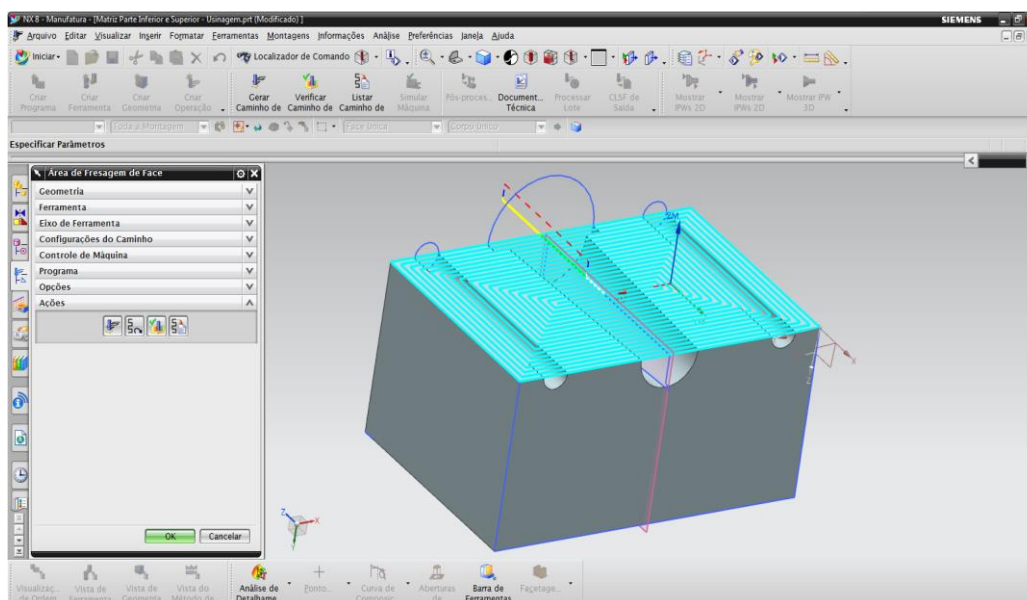 NX 8 - Manufatura - [Matriz Parte Inferior e Superior - Usinagem.prt (Modificado) ]
SIEMENS
Arquivo Editar Visualizar Inserir Formatar Ferramentas Montagens Informações Análise Preferências Janela Ajuda
Iniciar Localizador de Comando
Criar Programa
Criar Ferramenta
Criar Geometria
Criar Operação
Gerar Caminho de
Verificar Caminho de
Listar Caminho de
Simular Máquina
Pós-proces...
Document... Técnica
Processar Lote
CLSF de Saída
Mostrar IPWs 2D
Mostrar IPWs 2D
Mostrar IPW 3D
Toda a Montagem
Face Única
Corpo Único
Especificar Parâmetros
Área de Fresagem de Face
Geometria
Ferramenta
Eixo de Ferramenta
Configurações do Caminho
Controle de Máquina
Programa
Opções
Ações
OK
Cancelar
X
Z
X
Visualizaç... de Ordem
Vista de Ferramenta
Vista de Geometria
Vista do Método de
Análise de Detalhame
Ponto...
Curva de
Aberturas de
Barra de Ferramentas
Facetage...